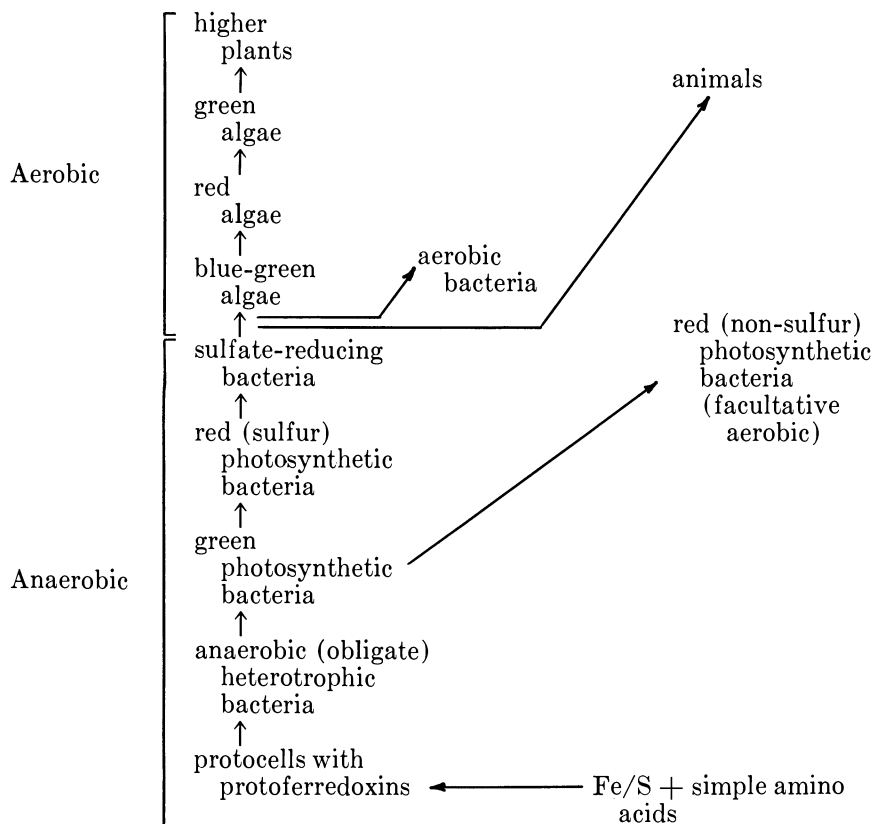 higher
plants
green
algae
red
algae
blue-green
algae
Aerobic
aerobic
bacteria
animals
sulfate-reducing
bacteria
red (sulfur)
photosynthetic
bacteria
green
photosynthetic
bacteria
anaerobic (obligate)
heterotrophic
bacteria
protocells with
protoferredoxins
Anaerobic
red (non-sulfur)
photosynthetic
bacteria
(facultative
aerobic)
Fe/S + simple amino
acids